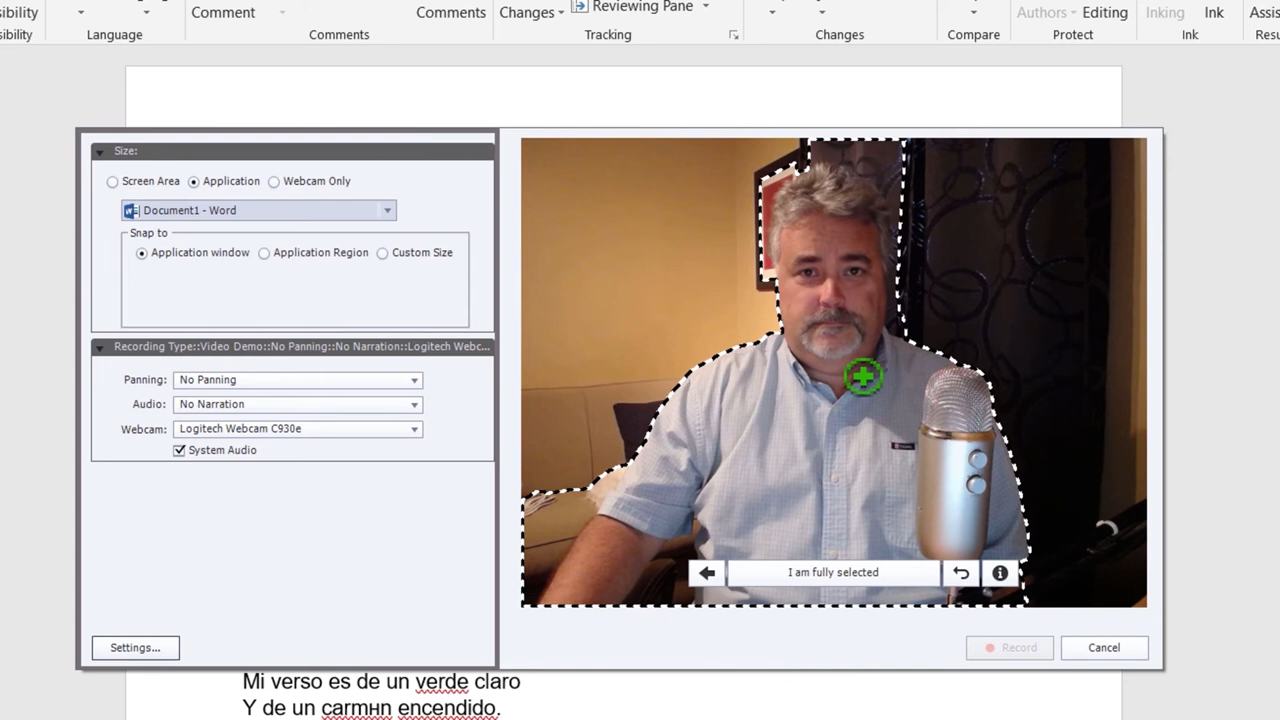 sibility Comment Comments Changes Reviewing Pane Authors Editing Inking Ink Assis
sibility Language Comments Tracking Changes Compare Protect Ink Resu
Size:
Screen Area Application Webcam Only
Document1 - Word
Snap to
Application window Application Region Custom Size
Recording Type::Video Demo::No Panning::No Narration::Logitech Webc...
Panning: No Panning
Audio: No Narration
Webcam: Logitech Webcam C930e
System Audio
I am fully selected
Settings...
Record Cancel
Mi verso es de un verde claro
Y de un carmнn encendido.